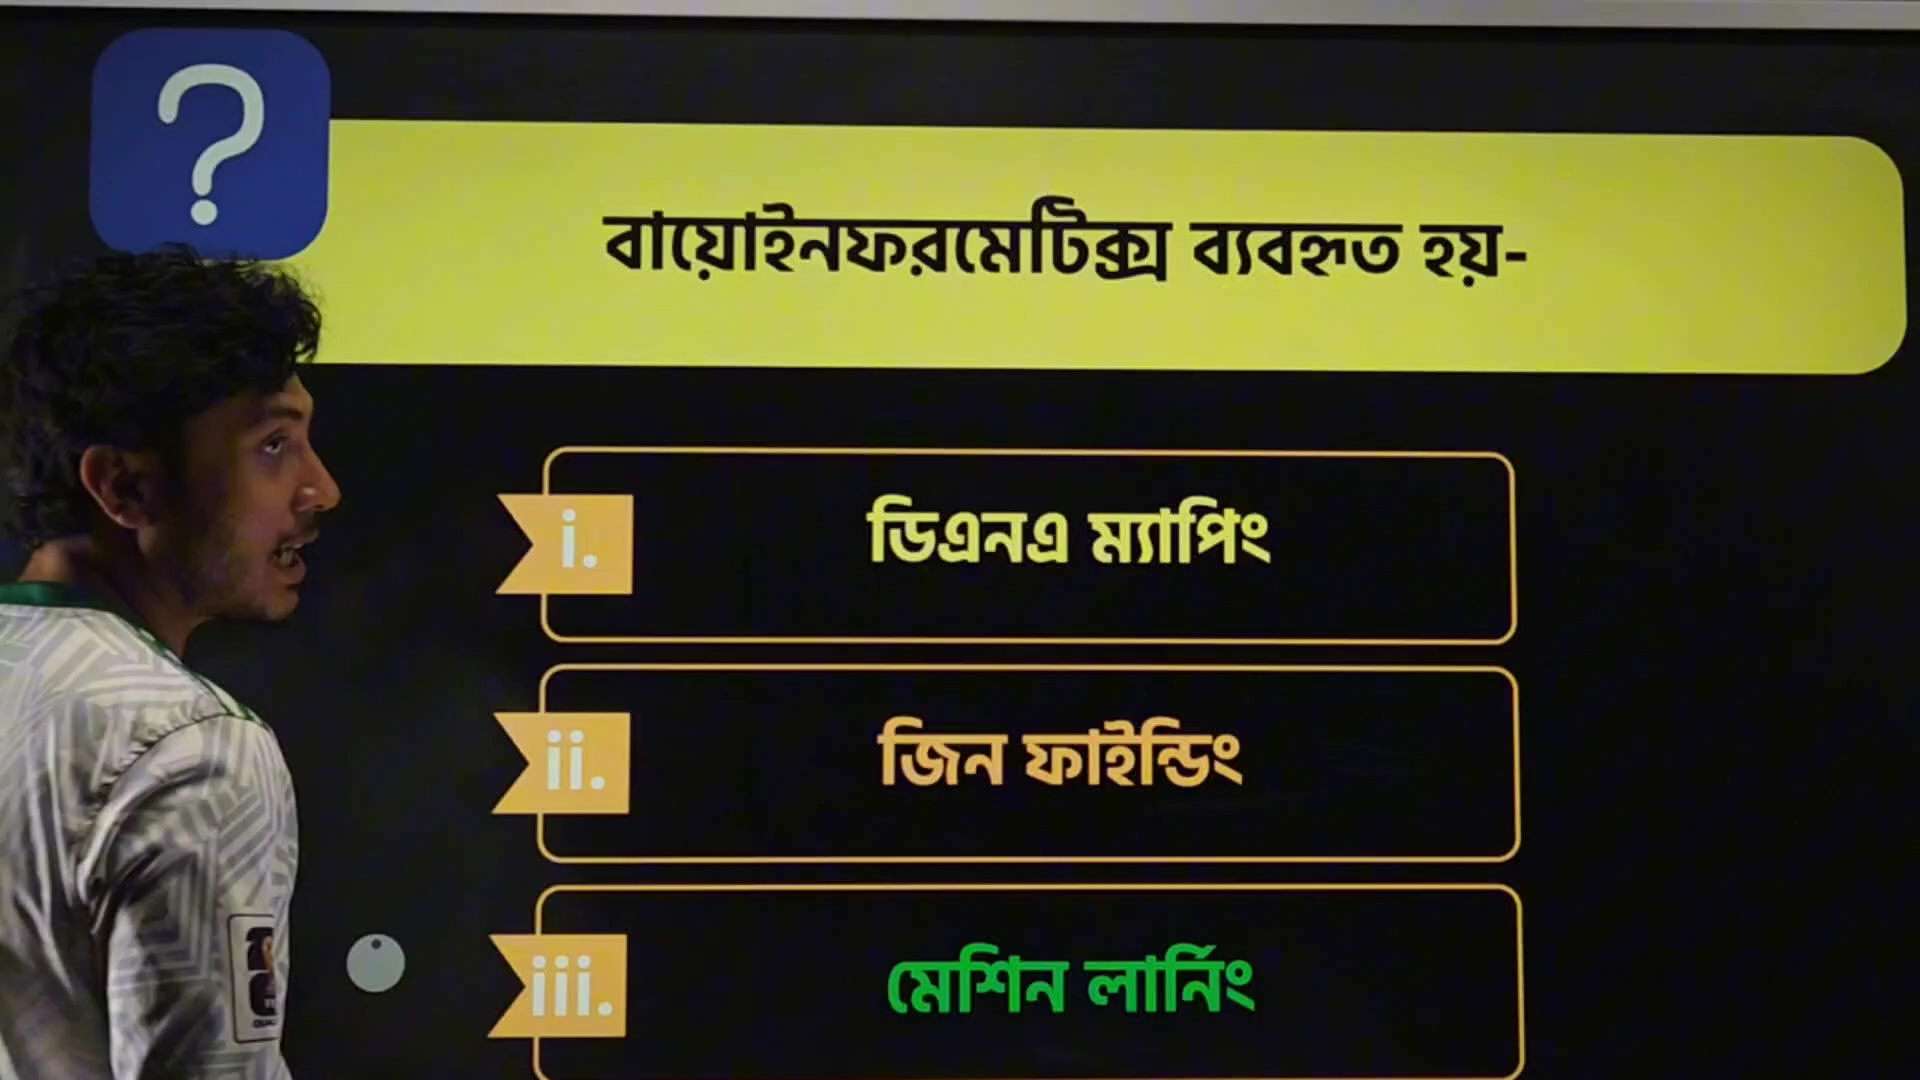 ?
বায়োইনফরমেটিক্স ব্যবহৃত হয়-
i.
ডিএনএ ম্যাপিং
ii.
জিন ফাইন্ডিং
iii.
মেশিন লার্নিং